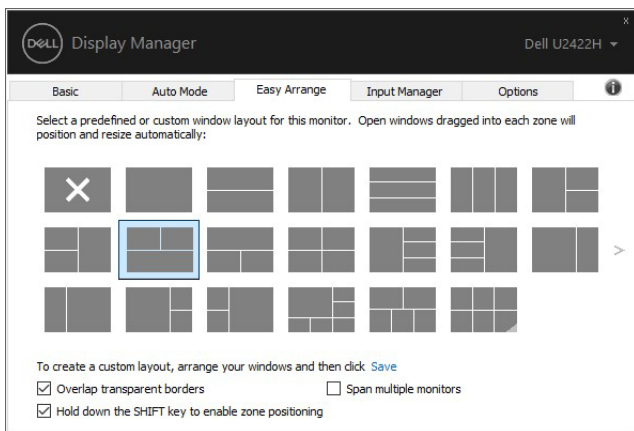 x
DELL Display Manager Dell U2422H
Basic Auto Mode Easy Arrange Input Manager Options i
Select a predefined or custom window layout for this monitor. Open windows dragged into each zone will
position and resize automatically:
>
To create a custom layout, arrange your windows and then click Save
Overlap transparent borders Span multiple monitors
Hold down the SHIFT key to enable zone positioning